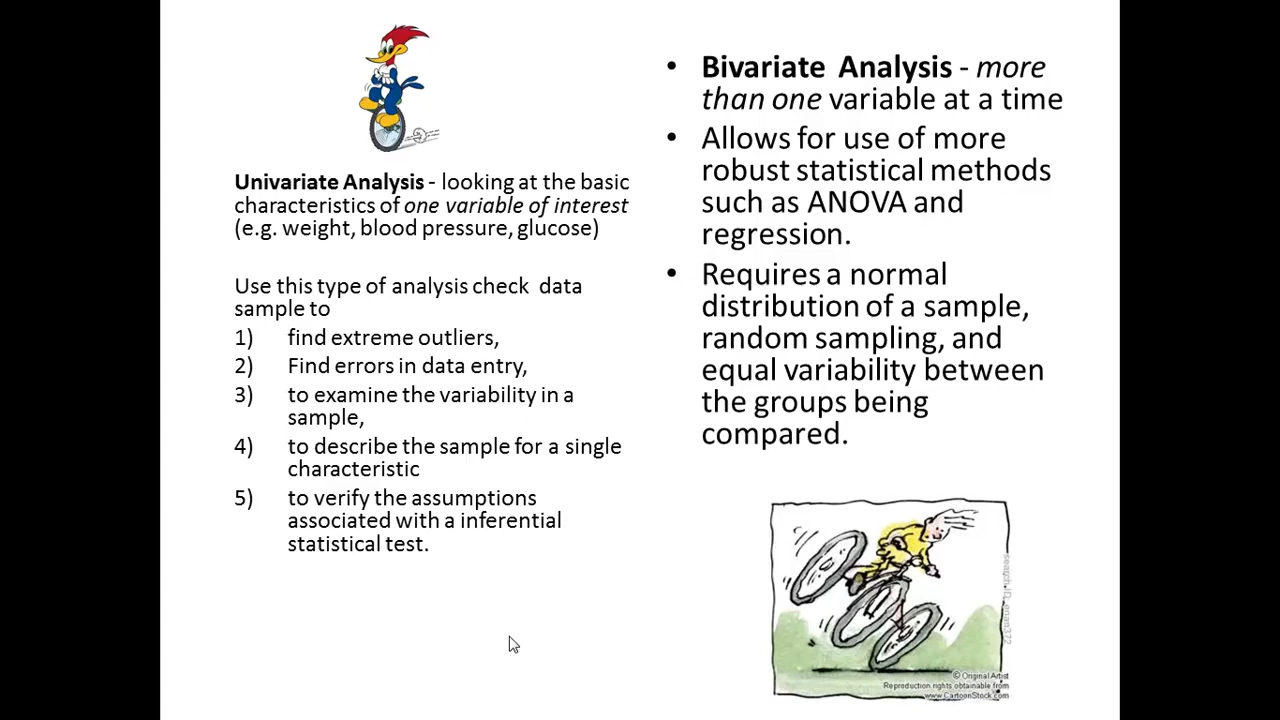 Univariate Analysis - looking at the basic
characteristics of one variable of interest
(e.g. weight, blood pressure, glucose)
Use this type of analysis check data
sample to
1) find extreme outliers,
2) Find errors in data entry,
3) to examine the variability in a
sample,
4) to describe the sample for a single
characteristic
5) to verify the assumptions
associated with a inferential
statistical test.
• Bivariate Analysis - more
than one variable at a time
• Allows for use of more
robust statistical methods
such as ANOVA and
regression.
• Requires a normal
distribution of a sample,
random sampling, and
equal variability between
the groups being
compared.
© Original Artist
Reproduction rights obtainable from
www.CartoonStock.com